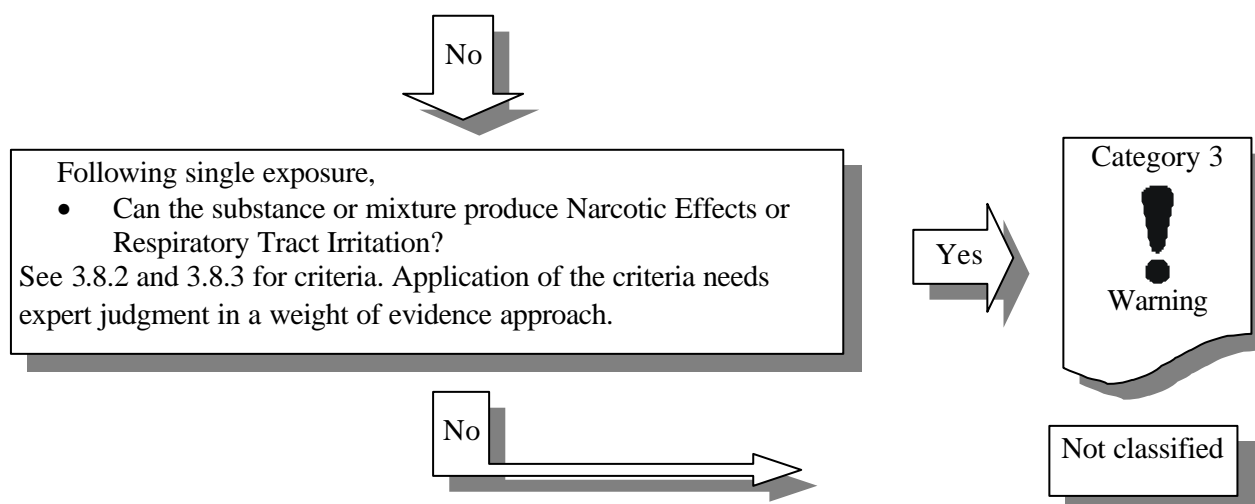 No
Following single exposure,
• Can the substance or mixture produce Narcotic Effects or
Respiratory Tract Irritation?
See 3.8.2 and 3.8.3 for criteria. Application of the criteria needs
expert judgment in a weight of evidence approach.
Yes
Category 3
Warning
No
Not classified